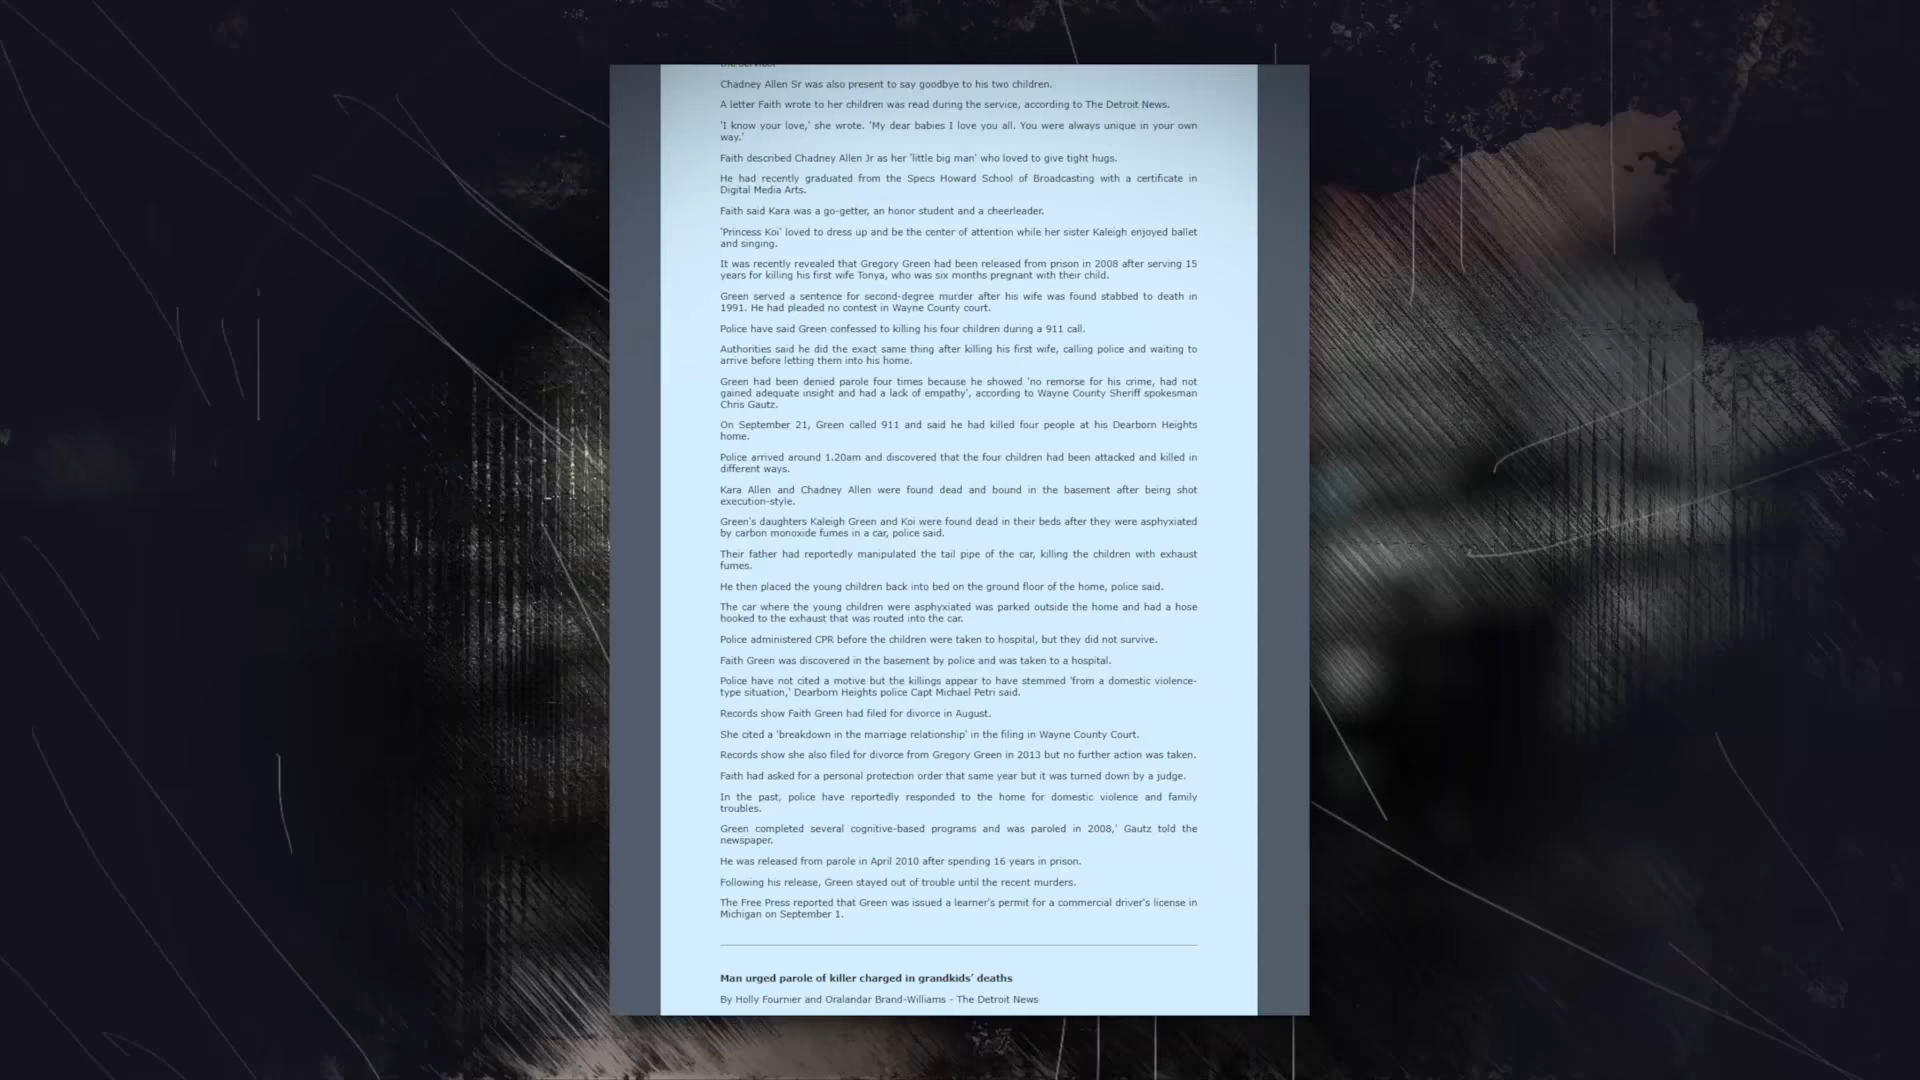 Chadney Allen Sr was also present to say goodbye to his two children.
A letter Faith wrote to her children was read during the service, according to The Detroit News.
'I know your love,' she wrote. 'My dear babies I love you all. You were always unique in your own
way.'
Faith described Chadney Allen Jr as her 'little big man' who loved to give tight hugs.
He had recently graduated from the Specs Howard School of Broadcasting with a certificate in
Digital Media Arts.
Faith said Kara was a go-getter, an honor student and a cheerleader.
'Princess Koi' loved to dress up and be the center of attention while her sister Kaleigh enjoyed ballet
and singing.
It was recently revealed that Gregory Green had been released from prison in 2008 after serving 15
years for killing his first wife Tonya, who was six months pregnant with their child.
Green served a sentence for second-degree murder after his wife was found stabbed to death in
1991. He had pleaded no contest in Wayne County court.
Police have said Green confessed to killing his four children during a 911 call.
Authorities said he did the exact same thing after killing his first wife, calling police and waiting to
arrive before letting them into his home.
Green had been denied parole four times because he showed 'no remorse for his crime, had not
gained adequate insight and had a lack of empathy', according to Wayne County Sheriff spokesman
Chris Gautz.
On September 21, Green called 911 and said he had killed four people at his Dearborn Heights
home.
Police arrived around 1.20am and discovered that the four children had been attacked and killed in
different ways.
Kara Allen and Chadney Allen were found dead and bound in the basement after being shot
execution-style.
Green's daughters Kaleigh Green and Koi were found dead in their beds after they were asphyxiated
by carbon monoxide fumes in a car, police said.
Their father had reportedly manipulated the tail pipe of the car, killing the children with exhaust
fumes.
He then placed the young children back into bed on the ground floor of the home, police said.
The car where the young children were asphyxiated was parked outside the home and had a hose
hooked to the exhaust that was routed into the car.
Police administered CPR before the children were taken to hospital, but they did not survive.
Faith Green was discovered in the basement by police and was taken to a hospital.
Police have not cited a motive but the killings appear to have stemmed 'from a domestic violence-
type situation,' Dearborn Heights police Capt Michael Petri said.
Records show Faith Green had filed for divorce in August.
She cited a 'breakdown in the marriage relationship' in the filing in Wayne County Court.
Records show she also filed for divorce from Gregory Green in 2013 but no further action was taken.
Faith had asked for a personal protection order that same year but it was turned down by a judge.
In the past, police have reportedly responded to the home for domestic violence and family
troubles.
Green completed several cognitive-based programs and was paroled in 2008,' Gautz told the
newspaper.
He was released from parole in April 2010 after spending 16 years in prison.
Following his release, Green stayed out of trouble until the recent murders.
The Free Press reported that Green was issued a learner's permit for a commercial driver's license in
Michigan on September 1.
Man urged parole of killer charged in grandkids' deaths
By Holly Fournier and Oralandar Brand-Williams - The Detroit News